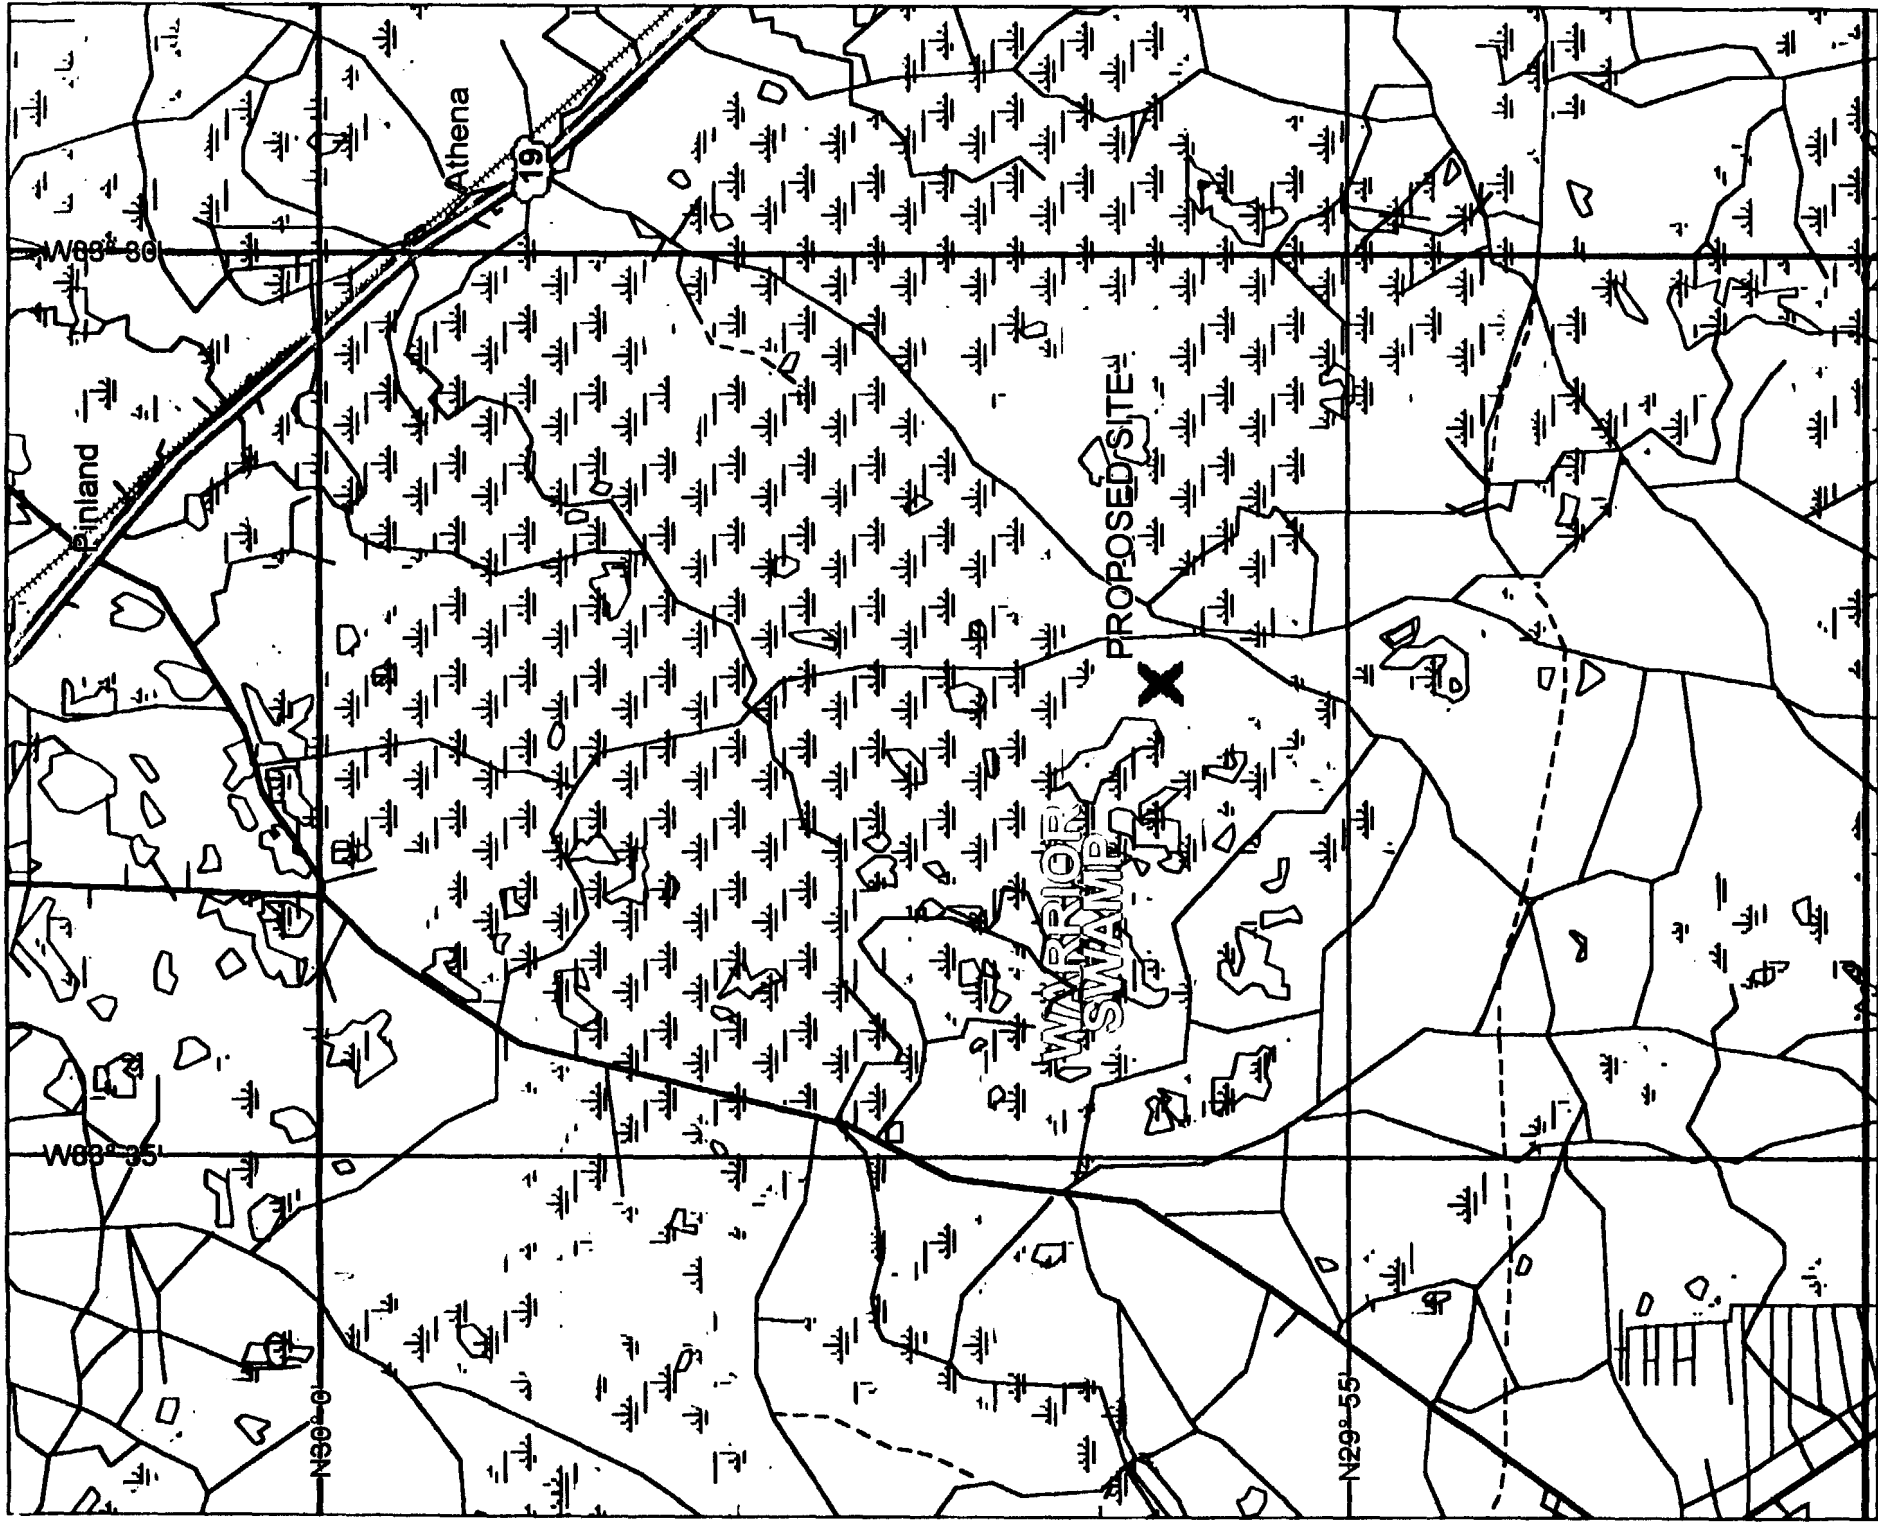 W83° 30'
Athena
19
Pinland
PROPOSED SITE
WARRIOR
SWAMP
W83° 35'
N30° 0'
N29° 55'